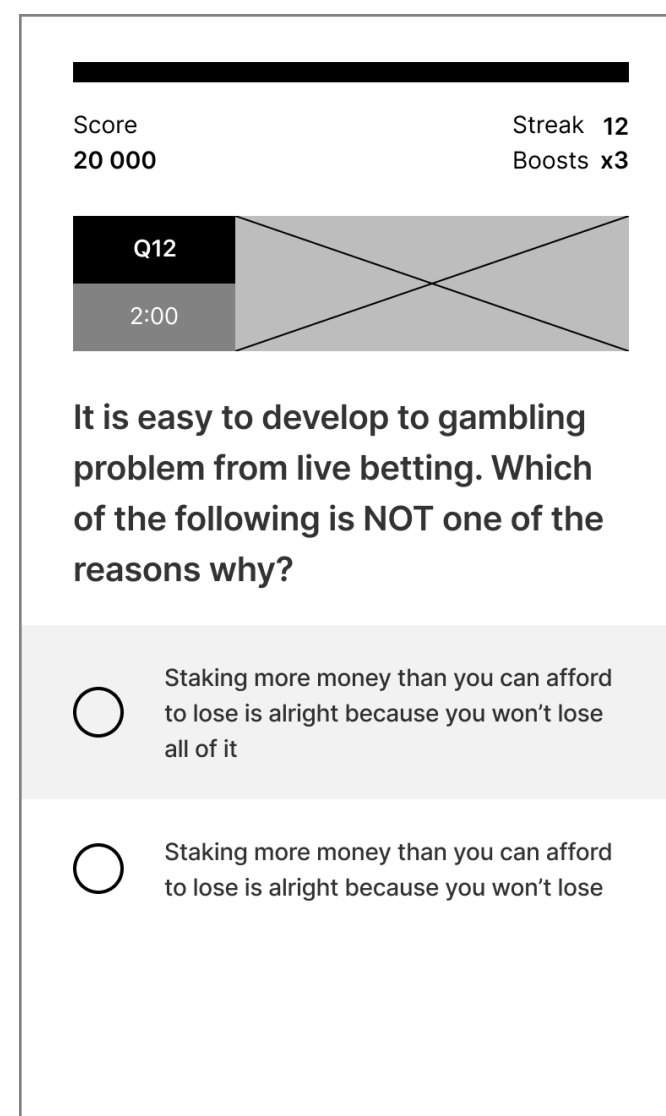 Score
20 000
Streak 12
Boosts x3
Q12
2:00
It is easy to develop to gambling
problem from live betting. Which
of the following is NOT one of the
reasons why?
Staking more money than you can afford
to lose is alright because you won’t lose
all of it
Staking more money than you can afford
to lose is alright because you won’t lose